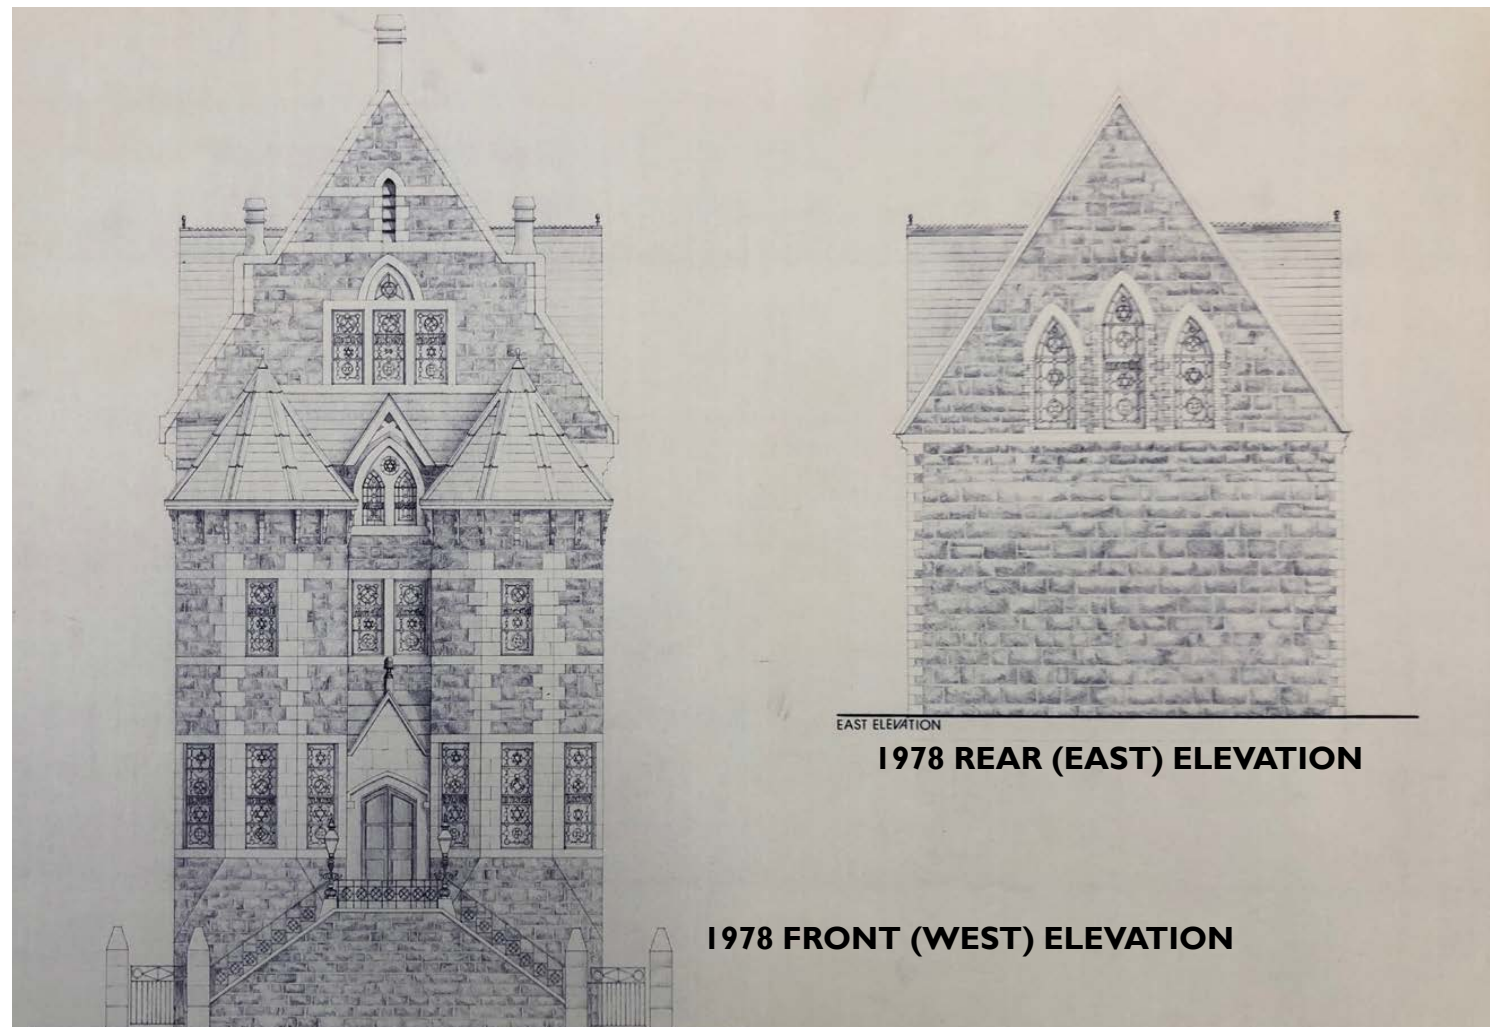 EAST ELEVATION
1978 REAR (EAST) ELEVATION
1978 FRONT (WEST) ELEVATION